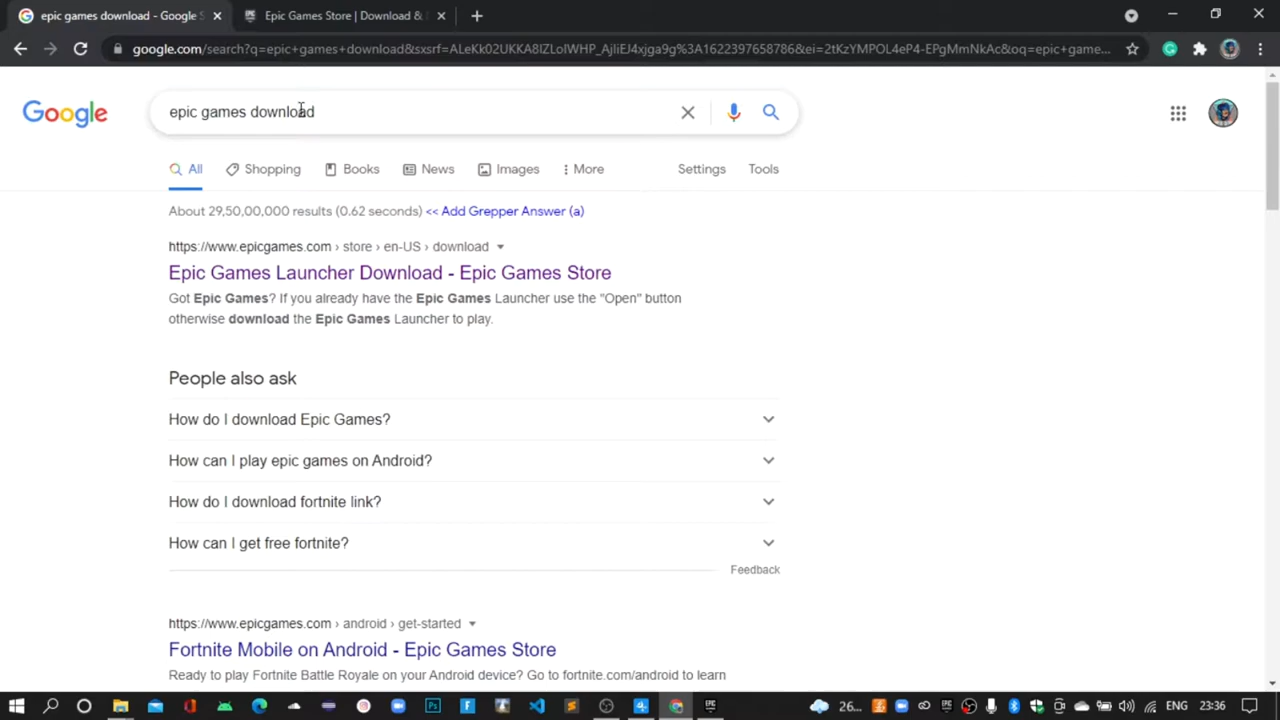 epic games download - Google S
Epic Games Store | Download &
google.com/search?q=epic+games+download&sxsrf=ALeKk02UKKA8IZLoIWHP_AjliEJ4xjga9g%3A1622397658786&ei=2tKzYMPOL4eP4-EPgMmNkAc&oq=epic+game...
Google
epic games download
All
Shopping
Books
News
Images
More
Settings
Tools
About 29,50,00,000 results (0.62 seconds) << Add Grepper Answer (a)
https://www.epicgames.com › store › en-US › download
Epic Games Launcher Download - Epic Games Store
Got Epic Games? If you already have the Epic Games Launcher use the "Open" button
otherwise download the Epic Games Launcher to play.
People also ask
How do I download Epic Games?
How can I play epic games on Android?
How do I download fortnite link?
How can I get free fortnite?
Feedback
https://www.epicgames.com › android › get-started
Fortnite Mobile on Android - Epic Games Store
Ready to play Fortnite Battle Royale on your Android device? Go to fortnite.com/android to learn
26...
ENG
23:36